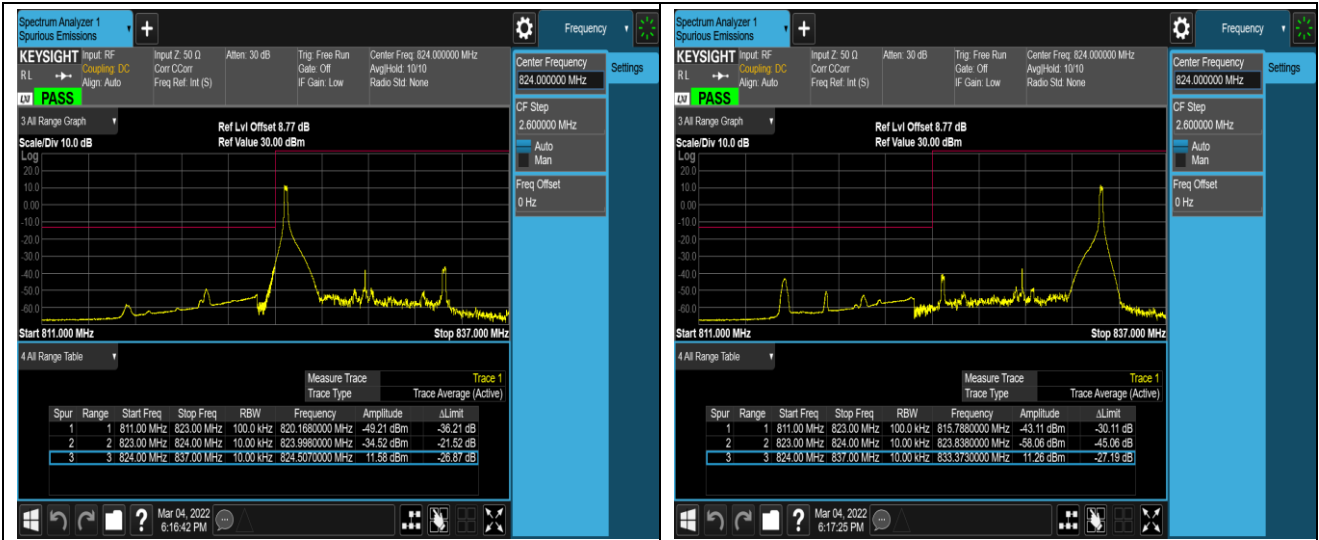 Spectrum Analyzer 1
Spurious Emissions
+
Frequency
KEYSIGHT Input: RF Input Z: 50 Ω Atten: 30 dB Trig: Free Run Center Freq: 824.000000 MHz
RL Coupling: DC Corr CCorr Gate: Off Avg|Hold: 10/10
Align: Auto Freq Ref: Int (S) IF Gain: Low Radio Std: None
LXI PASS
Center Frequency
824.000000 MHz
Settings
CF Step
2.600000 MHz
Auto
Man
Freq Offset
0 Hz
3 All Range Graph
Ref Lvl Offset 8.77 dB
Scale/Div 10.0 dB Ref Value 30.00 dBm
Log
20.0
10.0
0.00
-10.0
-20.0
-30.0
-40.0
-50.0
-60.0
Start 811.000 MHz Stop 837.000 MHz
4 All Range Table
Measure Trace Trace 1
Trace Type Trace Average (Active)
Spur Range Start Freq Stop Freq RBW Frequency Amplitude ΔLimit
1 1 811.00 MHz 823.00 MHz 100.0 kHz 820.1680000 MHz -49.21 dBm -36.21 dB
2 2 823.00 MHz 824.00 MHz 10.00 kHz 823.9980000 MHz -34.52 dBm -21.52 dB
3 3 824.00 MHz 837.00 MHz 10.00 kHz 824.5070000 MHz 11.58 dBm -26.87 dB
?
Mar 04, 2022
6:16:42 PM
Spectrum Analyzer 1
Spurious Emissions
+
Frequency
KEYSIGHT Input: RF Input Z: 50 Ω Atten: 30 dB Trig: Free Run Center Freq: 824.000000 MHz
RL Coupling: DC Corr CCorr Gate: Off Avg|Hold: 10/10
Align: Auto Freq Ref: Int (S) IF Gain: Low Radio Std: None
LXI PASS
Center Frequency
824.000000 MHz
Settings
CF Step
2.600000 MHz
Auto
Man
Freq Offset
0 Hz
3 All Range Graph
Ref Lvl Offset 8.77 dB
Scale/Div 10.0 dB Ref Value 30.00 dBm
Log
20.0
10.0
0.00
-10.0
-20.0
-30.0
-40.0
-50.0
-60.0
Start 811.000 MHz Stop 837.000 MHz
4 All Range Table
Measure Trace Trace 1
Trace Type Trace Average (Active)
Spur Range Start Freq Stop Freq RBW Frequency Amplitude ΔLimit
1 1 811.00 MHz 823.00 MHz 100.0 kHz 815.7880000 MHz -43.11 dBm -30.11 dB
2 2 823.00 MHz 824.00 MHz 10.00 kHz 823.8380000 MHz -58.06 dBm -45.06 dB
3 3 824.00 MHz 837.00 MHz 10.00 kHz 833.3730000 MHz 11.26 dBm -27.19 dB
?
Mar 04, 2022
6:17:25 PM